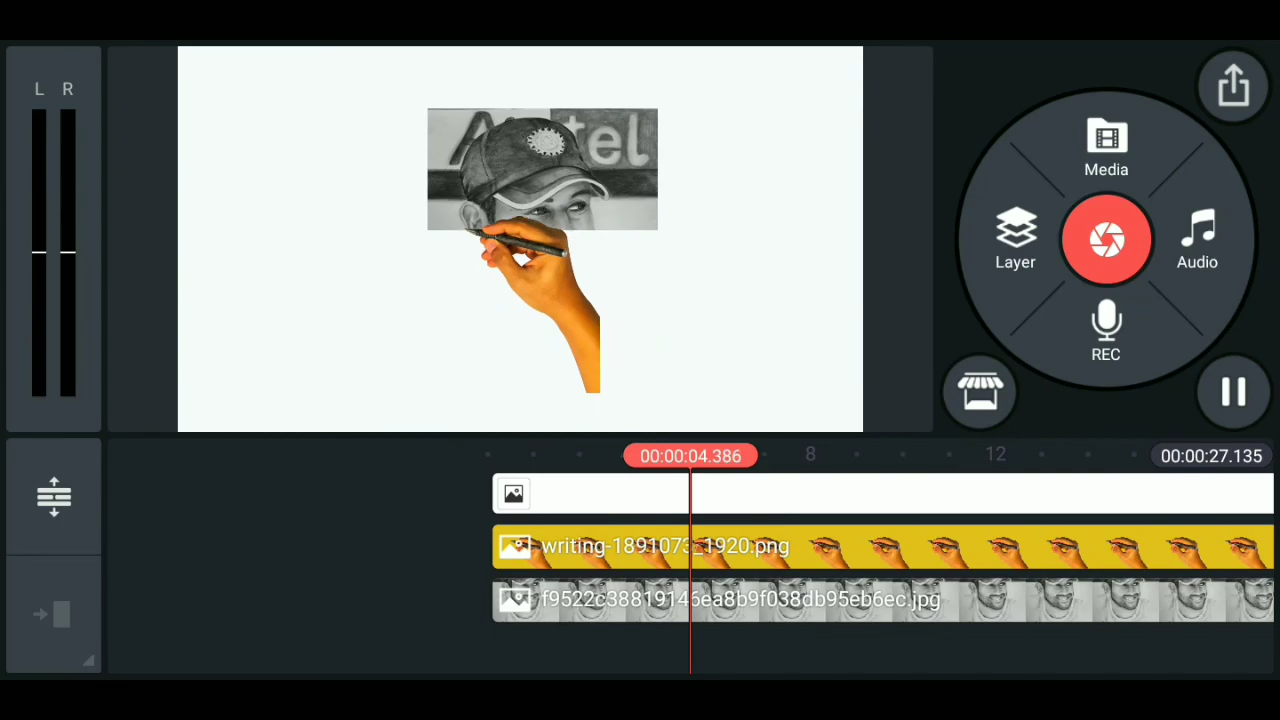 L R
tel
Media
Layer
Audio
REC
00:00:04.386
8
12
00:00:27.135
writing-1891073_1920.png
f9522c38819146ea8b9f038db95eb6ec.jpg